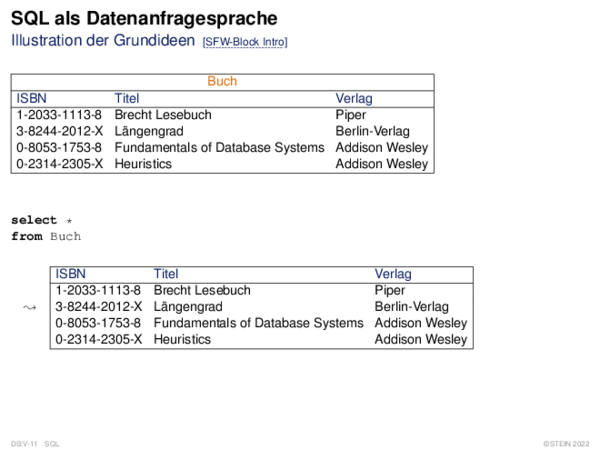 SQL als Datenanfragesprache
Illustration der Grundideen [SFW-Block Intro]
Buch
ISBN Titel Verlag
1-2033-1113-8 Brecht Lesebuch Piper
3-8244-2012-X Längengrad Berlin-Verlag
0-8053-1753-8 Fundamentals of Database Systems Addison Wesley
0-2314-2305-X Heuristics Addison Wesley
select *
from Buch
ISBN Titel Verlag
1-2033-1113-8 Brecht Lesebuch Piper
⤳ 3-8244-2012-X Längengrad Berlin-Verlag
0-8053-1753-8 Fundamentals of Database Systems Addison Wesley
0-2314-2305-X Heuristics Addison Wesley
DB:V-11 SQL ©STEIN 2022